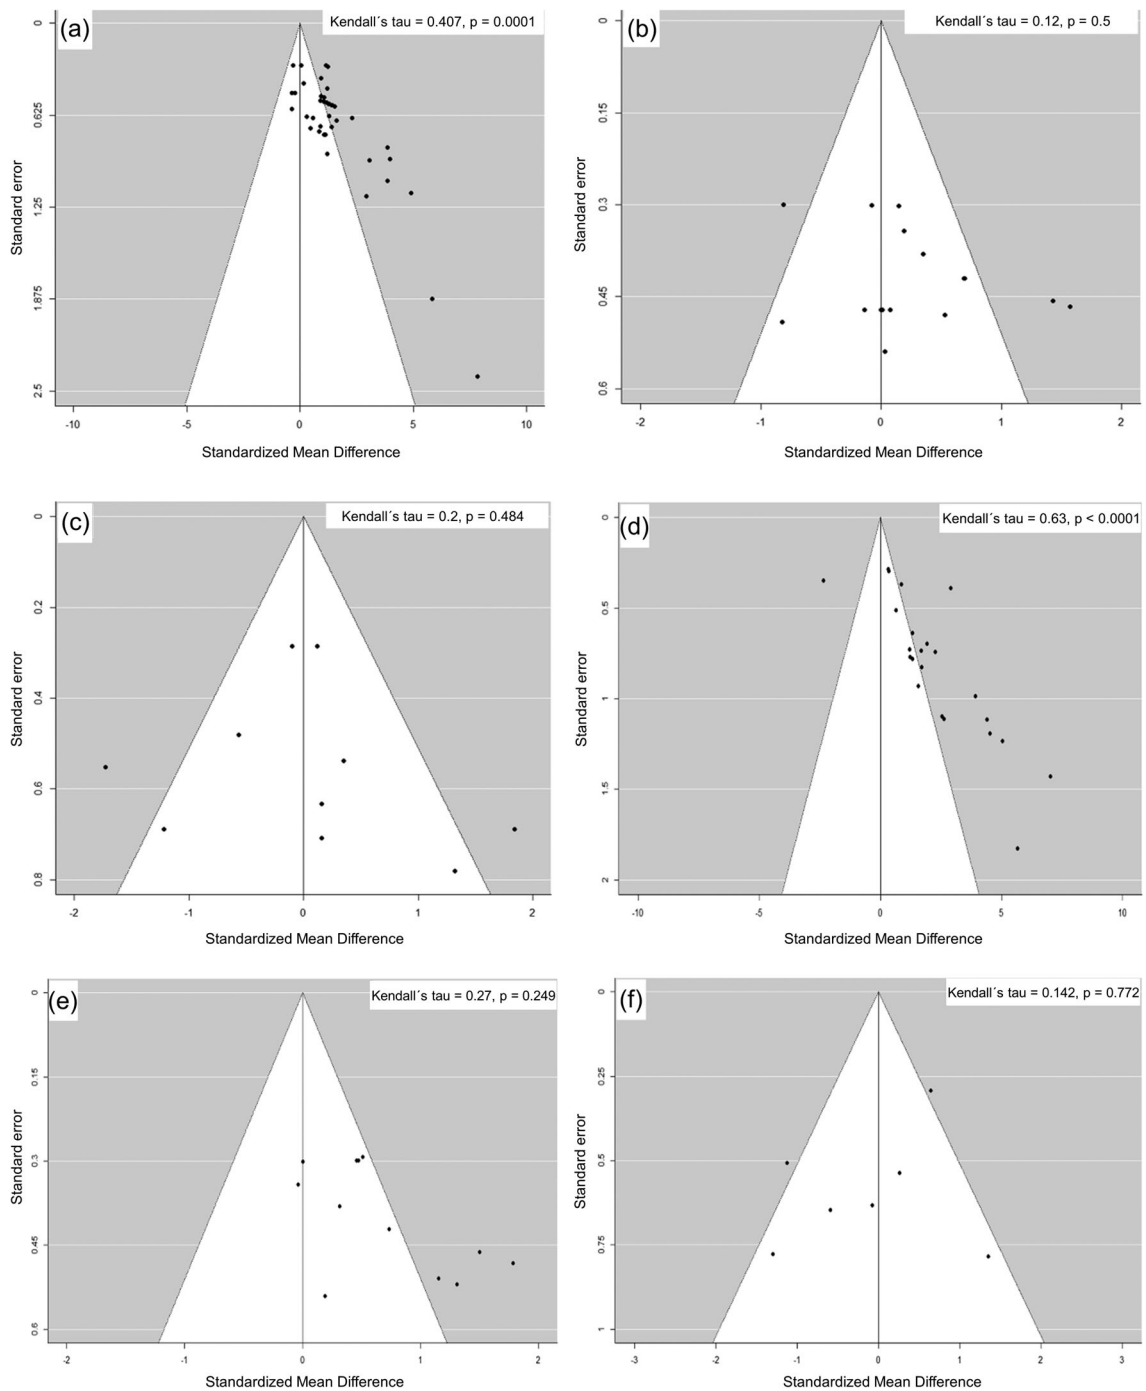 (a)
Kendall´s tau = 0.407, p = 0.0001
0
0.625
1.25
1.875
2.5
Standard error
-10
-5
0
5
10
Standardized Mean Difference
(b)
Kendall´s tau = 0.12, p = 0.5
0
0.15
0.3
0.45
0.6
Standard error
-2
-1
0
1
2
Standardized Mean Difference
(c)
Kendall´s tau = 0.2, p = 0.484
0
0.2
0.4
0.6
0.8
Standard error
-2
-1
0
1
2
Standardized Mean Difference
(d)
Kendall´s tau = 0.63, p < 0.0001
0
0.5
1
1.5
2
Standard error
-10
-5
0
5
10
Standardized Mean Difference
(e)
Kendall´s tau = 0.27, p = 0.249
0
0.15
0.3
0.45
0.6
Standard error
-2
-1
0
1
2
Standardized Mean Difference
(f)
Kendall´s tau = 0.142, p = 0.772
0
0.25
0.5
0.75
1
Standard error
-3
-2
-1
0
1
2
3
Standardized Mean Difference